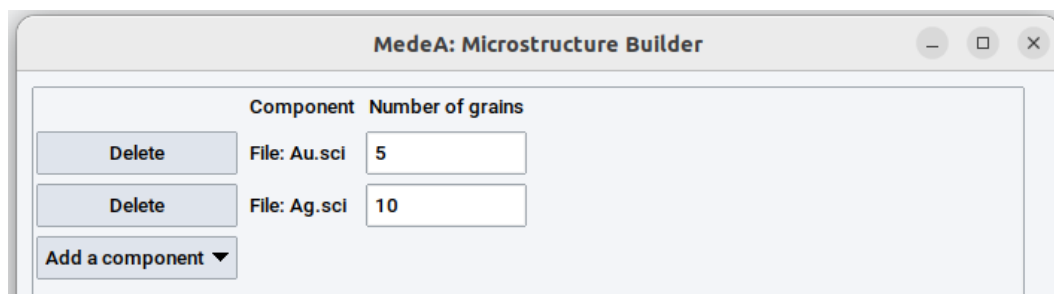 MedeA: Microstructure Builder
Component Number of grains
Delete File: Au.sci 5
Delete File: Ag.sci 10
Add a component